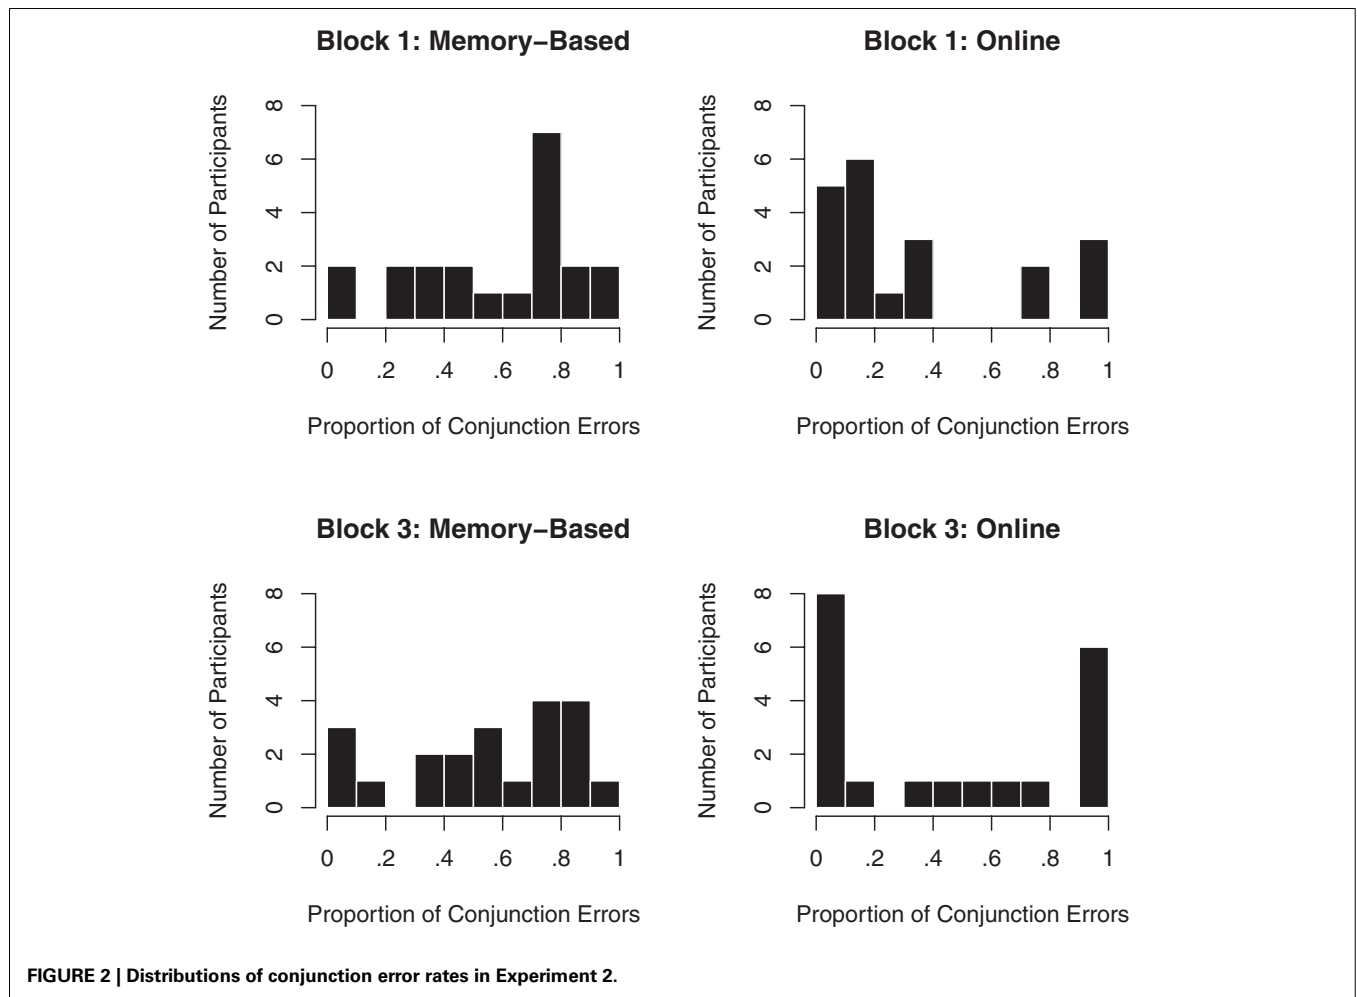 Block 1: Memory−Based
Number of Participants
8
6
4
2
0
0 .2 .4 .6 .8 1
Proportion of Conjunction Errors
Block 1: Online
Number of Participants
8
6
4
2
0
0 .2 .4 .6 .8 1
Proportion of Conjunction Errors
Block 3: Memory−Based
Number of Participants
8
6
4
2
0
0 .2 .4 .6 .8 1
Proportion of Conjunction Errors
Block 3: Online
Number of Participants
8
6
4
2
0
0 .2 .4 .6 .8 1
Proportion of Conjunction Errors
FIGURE 2 | Distributions of conjunction error rates in Experiment 2.